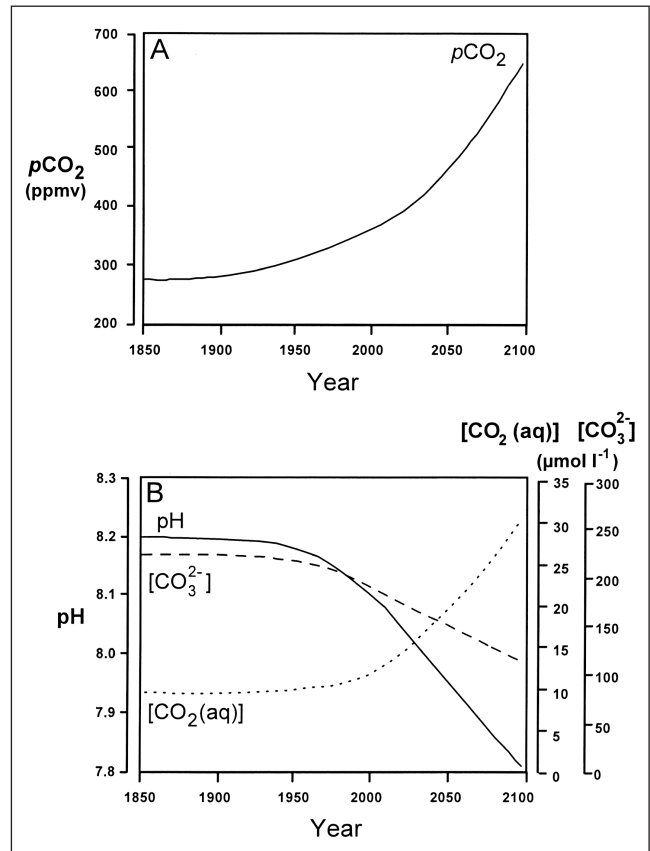 A
pCO₂
pCO₂
(ppmv)
700
600
500
400
300
200
1850 1900 1950 2000 2050 2100
Year
[CO₂ (aq)] [CO₃²⁻]
(µmol l⁻¹)
B
pH
[CO₃²⁻]
[CO₂(aq)]
pH
8.3
8.2
8.1
8.0
7.9
7.8
35
30
25
20
15
10
5
0
300
250
200
150
100
50
0
1850 1900 1950 2000 2050 2100
Year